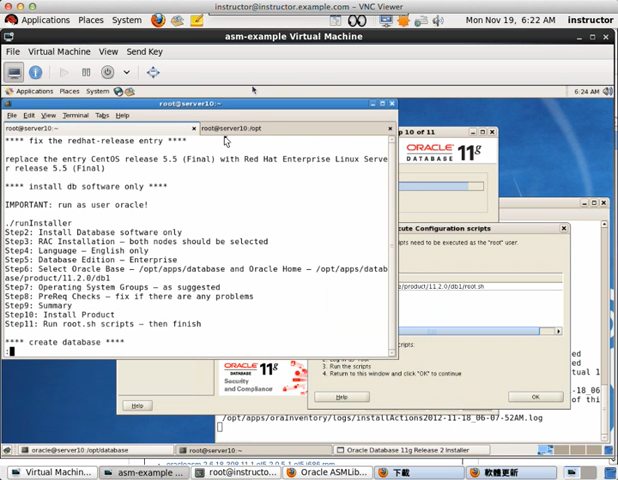 instructor@instructor.example.com – VNC Viewer
Applications Places System
Mon Nov 19, 6:22 AM instructor
asm-example Virtual Machine
File Virtual Machine View Send Key
Applications Places System
6:24 AM
root@server10:~
File Edit View Terminal Tabs Help
root@server10:~
root@server10:/opt
**** fix the redhat-release entry ****
replace the entry CentOS release 5.5 (Final) with Red Hat Enterprise Linux Serve
r release 5.5 (Final)
**** install db software only ****
IMPORTANT: run as user oracle!
./runInstaller
Step2: Install Database software only
Step3: RAC Installation – both nodes should be selected
Step4: Language – English only
Step5: Database Edition – Enterprise
Step6: Select Oracle Base – /opt/apps/database and Oracle Home – /opt/apps/datab
ase/product/11.2.0/db1
Step7: Operating System Groups – as suggested
Step8: PreReq Checks – fix if there are any problems
Step9: Summary
Step10: Install Product
Step11: Run root.sh scripts – then finish
**** create database ****
:
10 of 11
ORACLE
DATABASE 11g
cute Configuration scripts
ipts need to be executed as the "root" user.
e/product/11.2.0/db1/root.sh
cripts:
3. Run the scripts
4. Return to this window and click "OK" to continue
Help
OK
ORACLE
DATABASE 11g
Security
and Compliance
Help
ed
ed
tual 1
of this
/opt/apps/oraInventory/logs/installActions2012-11-18_06-07-52AM.log
oracle@server10:/opt/database
root@server10:~
Oracle Database 11g Release 2 Installer
Virtual Machin...
asm-example ...
root@instructo...
Oracle ASMLib...
下載
軟體更新